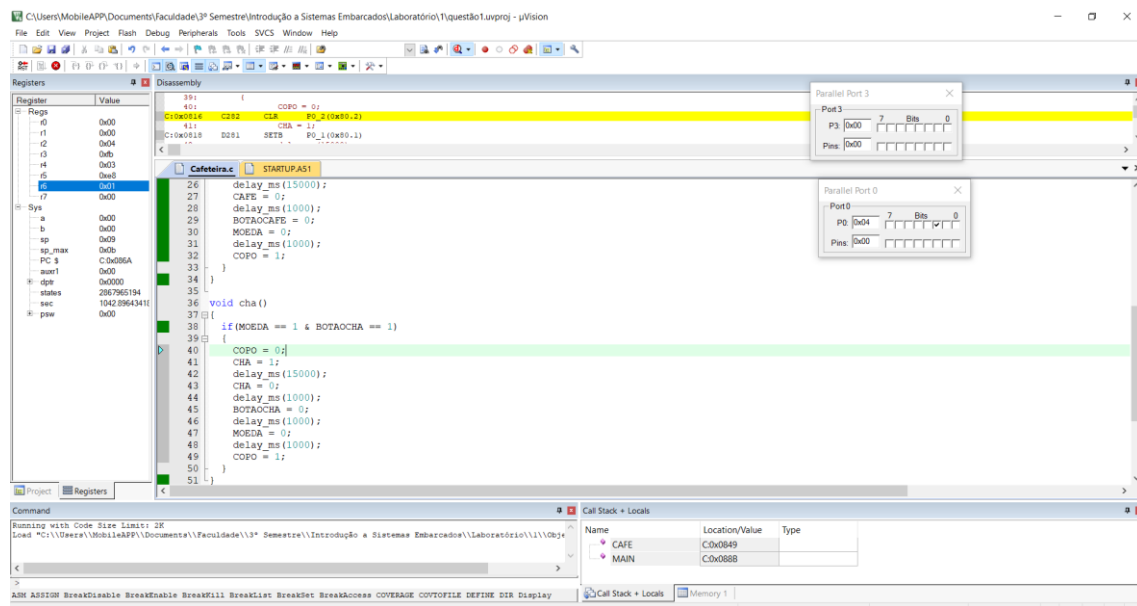 C:\Users\MobileAPP\Documents\Faculdade\3º Semestre\Introdução a Sistemas Embarcados\Laboratório\1\questão1.uvproj - µVision
File Edit View Project Flash Debug Peripherals Tools SVCS Window Help
Registers
Register Value
Regs
r0 0x00
r1 0x00
r2 0x04
r3 0xfb
r4 0x03
r5 0xe8
r6 0x01
r7 0x00
Sys
a 0x00
b 0x00
sp 0x09
sp_max 0x0b
PC $ C:0x086A
auxr1 0x00
dptr 0x0000
states 2867965194
sec 1042.8964341
psw 0x00
Project Registers
Disassembly
39: {
40: COPO = 0;
C:0x0816 C282 CLR P0_2(0x80.2)
41: CHA = 1;
C:0x0818 D281 SETB P0_1(0x80.1)
Cafeteira.c STARTUP.A51
26 delay_ms(15000);
27 CAFE = 0;
28 delay_ms(1000);
29 BOTAOCAFE = 0;
30 MOEDA = 0;
31 delay_ms(1000);
32 COPO = 1;
33 }
34 }
35
36 void cha()
37 {
38 if(MOEDA == 1 & BOTAOCHA == 1)
39 {
40 COPO = 0;
41 CHA = 1;
42 delay_ms(15000);
43 CHA = 0;
44 delay_ms(1000);
45 BOTAOCHA = 0;
46 delay_ms(1000);
47 MOEDA = 0;
48 delay_ms(1000);
49 COPO = 1;
50 }
51 }
Parallel Port 3
Port 3
P3: 0x00 7 Bits 0
Pins: 0x00
Parallel Port 0
Port 0
P0: 0x04 7 Bits 0
Pins: 0x00
Command
Running with Code Size Limit: 2K
Load "C:\\Users\\MobileAPP\\Documents\\Faculdade\\3° Semestre\\Introdução a Sistemas Embarcados\\Laboratório\\1\\Obje
>
ASM ASSIGN BreakDisable BreakEnable BreakKill BreakList BreakSet BreakAccess COVERAGE COVTOFILE DEFINE DIR Display
Call Stack + Locals
Name Location/Value Type
CAFE C:0x0849
MAIN C:0x0888
Call Stack + Locals Memory 1